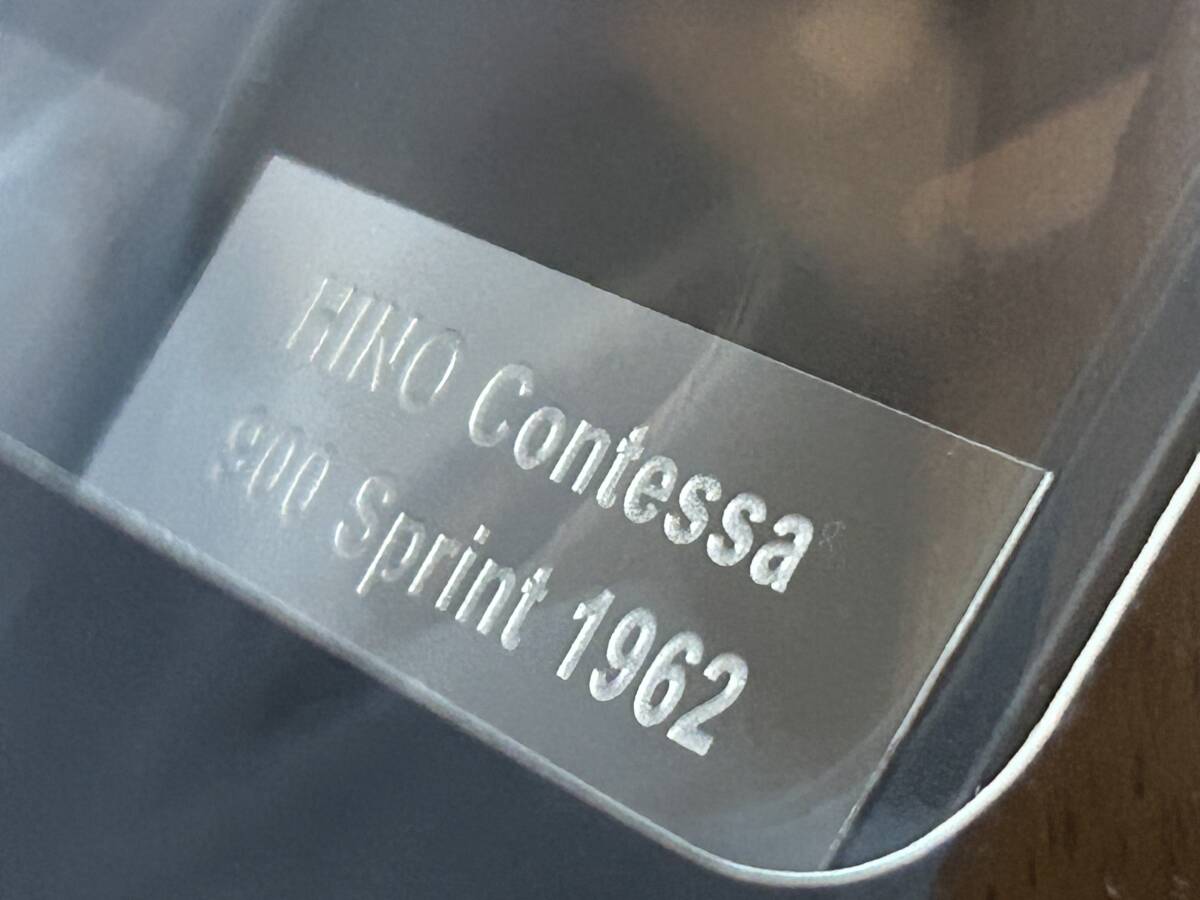 HINO Contessa
900 Sprint 1962